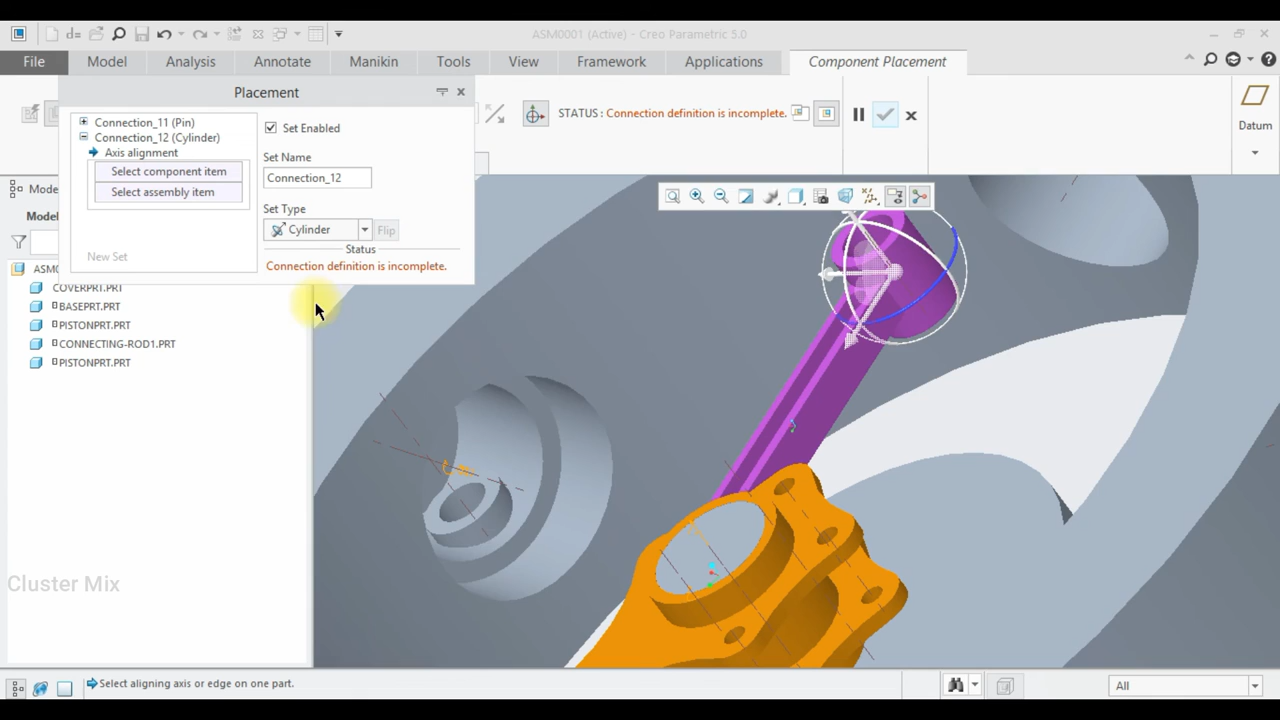 ASM0001 (Active) - Creo Parametric 5.0
File Model Analysis Annotate Manikin Tools View Framework Applications Component Placement
Placement
STATUS : Connection definition is incomplete.
Datum
Connection_11 (Pin)
Connection_12 (Cylinder)
Axis alignment
Select component item
Select assembly item
New Set
Set Enabled
Set Name
Connection_12
Set Type
Cylinder
Flip
Status
Connection definition is incomplete.
COVERPRT.PRT
BASEPRT.PRT
PISTONPRT.PRT
CONNECTING-ROD1.PRT
PISTONPRT.PRT
Cluster Mix
Select aligning axis or edge on one part.
All